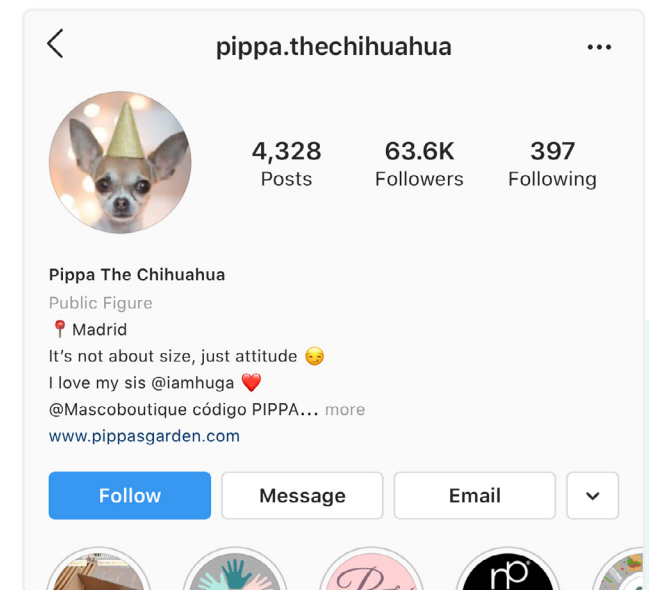 pippa.thechihuahua
4,328 63.6K 397
Posts Followers Following
Pippa The Chihuahua
Public Figure
📍 Madrid
It’s not about size, just attitude 😏
I love my sis @iamhuga ❤️
@Mascoboutique código PIPPA... more
www.pippasgarden.com
Follow Message Email